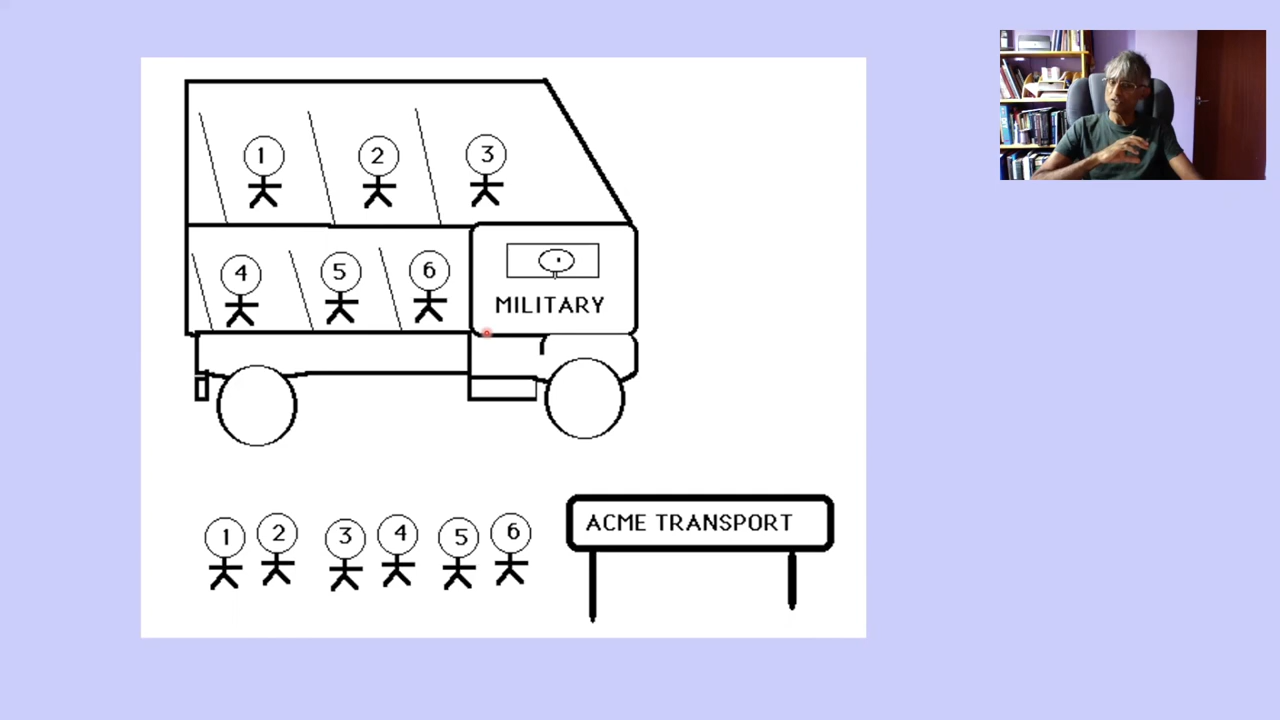 1 2 3
4 5 6
MILITARY
1 2 3 4 5 6
ACME TRANSPORT